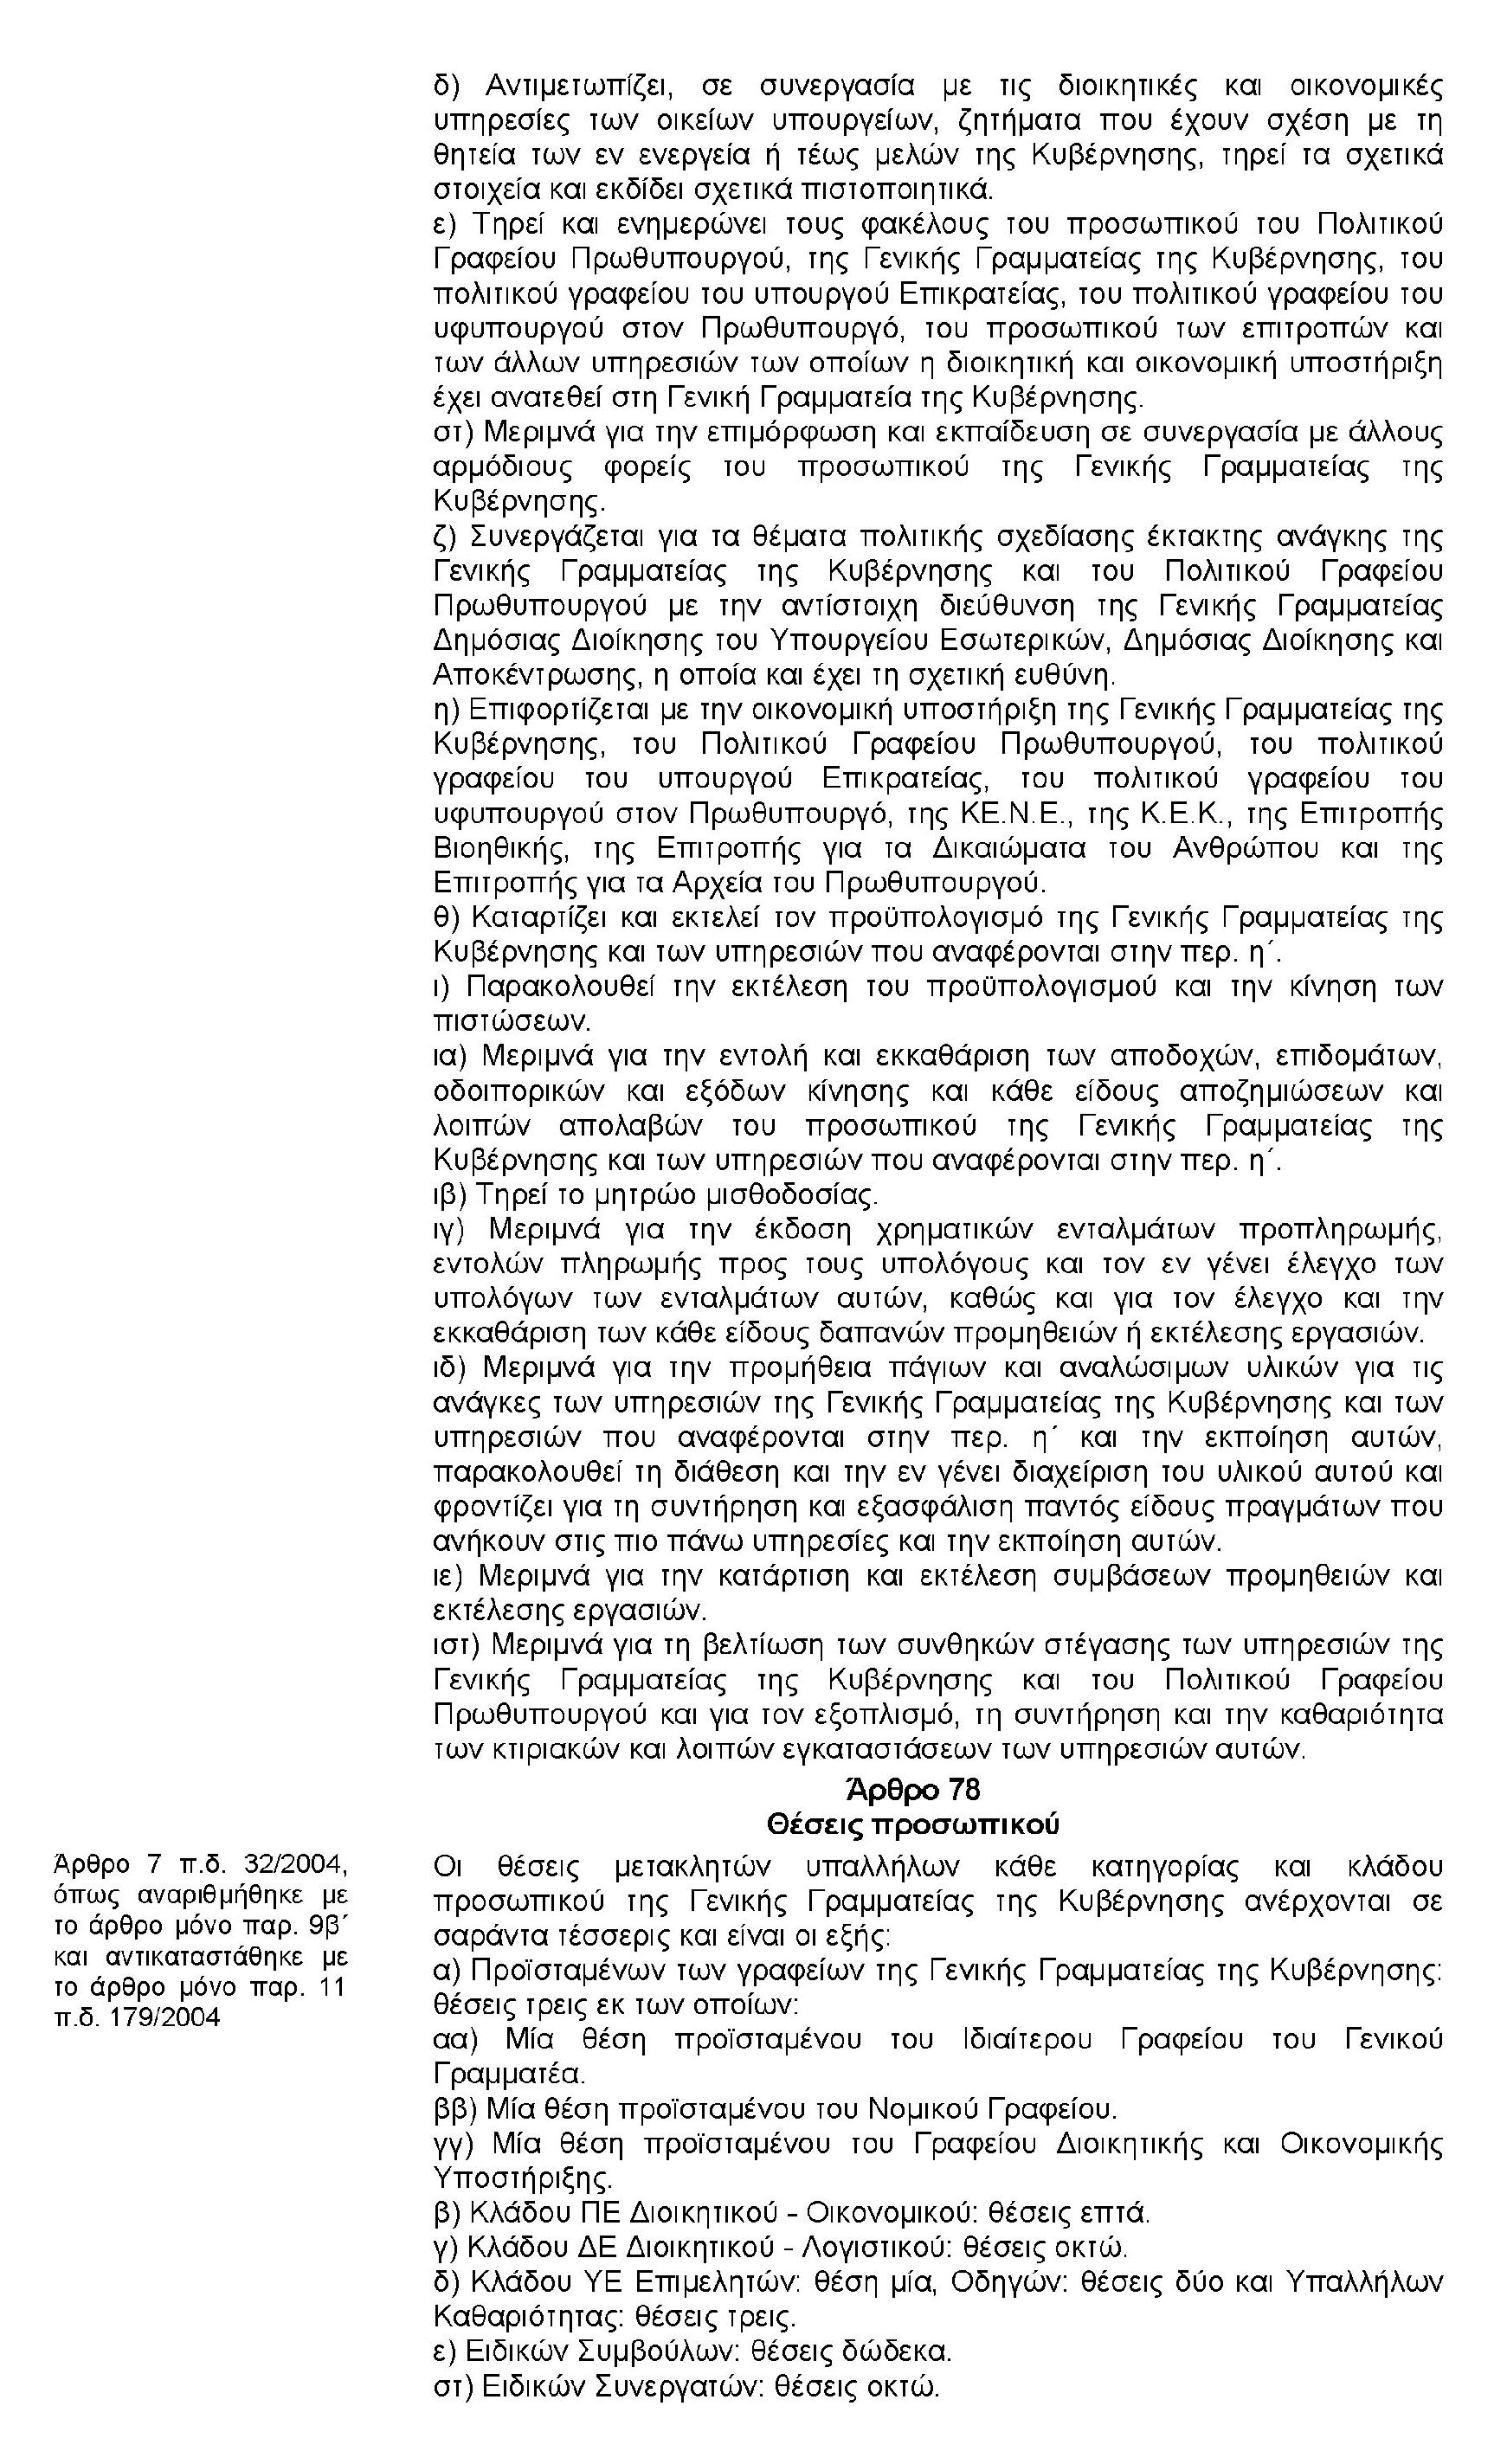 δ) Αντιμετωπίζει, σε συνεργασία με τις διοικητικές και οικονομικές
υπηρεσίες των οικείων υπουργείων, ζητήματα που έχουν σχέση με τη
θητεία των εν ενεργεία ή τέως μελών της Κυβέρνησης, τηρεί τα σχετικά
στοιχεία και εκδίδει σχετικά πιστοποιητικά.
ε) Τηρεί και ενημερώνει τους φακέλους του προσωπικού του Πολιτικού
Γραφείου Πρωθυπουργού, της Γενικής Γραμματείας της Κυβέρνησης, του
πολιτικού γραφείου του υπουργού Επικρατείας, του πολιτικού γραφείου του
υφυπουργού στον Πρωθυπουργό, του προσωπικού των επιτροπών και
των άλλων υπηρεσιών των οποίων η διοικητική και οικονομική υποστήριξη
έχει ανατεθεί στη Γενική Γραμματεία της Κυβέρνησης.
στ) Μεριμνά για την επιμόρφωση και εκπαίδευση σε συνεργασία με άλλους
αρμόδιους φορείς του προσωπικού της Γενικής Γραμματείας της
Κυβέρνησης.
ζ) Συνεργάζεται για τα θέματα πολιτικής σχεδίασης έκτακτης ανάγκης της
Γενικής Γραμματείας της Κυβέρνησης και του Πολιτικού Γραφείου
Πρωθυπουργού με την αντίστοιχη διεύθυνση της Γενικής Γραμματείας
Δημόσιας Διοίκησης του Υπουργείου Εσωτερικών, Δημόσιας Διοίκησης και
Αποκέντρωσης, η οποία και έχει τη σχετική ευθύνη.
η) Επιφορτίζεται με την οικονομική υποστήριξη της Γενικής Γραμματείας της
Κυβέρνησης, του Πολιτικού Γραφείου Πρωθυπουργού, του πολιτικού
γραφείου του υπουργού Επικρατείας, του πολιτικού γραφείου του
υφυπουργού στον Πρωθυπουργό, της ΚΕ.Ν.Ε., της Κ.Ε.Κ., της Επιτροπής
Βιοηθικής, της Επιτροπής για τα Δικαιώματα του Ανθρώπου και της
Επιτροπής για τα Αρχεία του Πρωθυπουργού.
θ) Καταρτίζει και εκτελεί τον προϋπολογισμό της Γενικής Γραμματείας της
Κυβέρνησης και των υπηρεσιών που αναφέρονται στην περ. η΄.
ι) Παρακολουθεί την εκτέλεση του προϋπολογισμού και την κίνηση των
πιστώσεων.
ια) Μεριμνά για την εντολή και εκκαθάριση των αποδοχών, επιδομάτων,
οδοιπορικών και εξόδων κίνησης και κάθε είδους αποζημιώσεων και
λοιπών απολαβών του προσωπικού της Γενικής Γραμματείας της
Κυβέρνησης και των υπηρεσιών που αναφέρονται στην περ. η΄.
ιβ) Τηρεί το μητρώο μισθοδοσίας.
ιγ) Μεριμνά για την έκδοση χρηματικών ενταλμάτων προπληρωμής,
εντολών πληρωμής προς τους υπολόγους και τον εν γένει έλεγχο των
υπολόγων των ενταλμάτων αυτών, καθώς και για τον έλεγχο και την
εκκαθάριση των κάθε είδους δαπανών προμηθειών ή εκτέλεσης εργασιών.
ιδ) Μεριμνά για την προμήθεια πάγιων και αναλώσιμων υλικών για τις
ανάγκες των υπηρεσιών της Γενικής Γραμματείας της Κυβέρνησης και των
υπηρεσιών που αναφέρονται στην περ. η΄ και την εκποίηση αυτών,
παρακολουθεί τη διάθεση και την εν γένει διαχείριση του υλικού αυτού και
φροντίζει για τη συντήρηση και εξασφάλιση παντός είδους πραγμάτων που
ανήκουν στις πιο πάνω υπηρεσίες και την εκποίηση αυτών.
ιε) Μεριμνά για την κατάρτιση και εκτέλεση συμβάσεων προμηθειών και
εκτέλεσης εργασιών.
ιστ) Μεριμνά για τη βελτίωση των συνθηκών στέγασης των υπηρεσιών της
Γενικής Γραμματείας της Κυβέρνησης και του Πολιτικού Γραφείου
Πρωθυπουργού και για τον εξοπλισμό, τη συντήρηση και την καθαριότητα
των κτιριακών και λοιπών εγκαταστάσεων των υπηρεσιών αυτών.
Άρθρο 78
Θέσεις προσωπικού
Άρθρο 7 π.δ. 32/2004,
όπως αναριθμήθηκε με
το άρθρο μόνο παρ. 9β΄
και αντικαταστάθηκε με
το άρθρο μόνο παρ. 11
π.δ. 179/2004
Οι θέσεις μετακλητών υπαλλήλων κάθε κατηγορίας και κλάδου
προσωπικού της Γενικής Γραμματείας της Κυβέρνησης ανέρχονται σε
σαράντα τέσσερις και είναι οι εξής:
α) Προϊσταμένων των γραφείων της Γενικής Γραμματείας της Κυβέρνησης:
θέσεις τρεις εκ των οποίων:
αα) Μία θέση προϊσταμένου του Ιδιαίτερου Γραφείου του Γενικού
Γραμματέα.
ββ) Μία θέση προϊσταμένου του Νομικού Γραφείου.
γγ) Μία θέση προϊσταμένου του Γραφείου Διοικητικής και Οικονομικής
Υποστήριξης.
β) Κλάδου ΠΕ Διοικητικού - Οικονομικού: θέσεις επτά.
γ) Κλάδου ΔΕ Διοικητικού - Λογιστικού: θέσεις οκτώ.
δ) Κλάδου ΥΕ Επιμελητών: θέση μία, Οδηγών: θέσεις δύο και Υπαλλήλων
Καθαριότητας: θέσεις τρεις.
ε) Ειδικών Συμβούλων: θέσεις δώδεκα.
στ) Ειδικών Συνεργατών: θέσεις οκτώ.